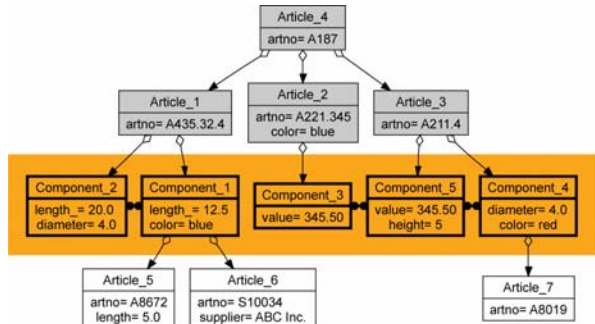 Article_4
artno= A187
Article_1
artno= A435.32.4
Article_2
artno= A221.345
color= blue
Article_3
artno= A211.4
Component_2
length_= 20.0
diameter= 4.0
Component_1
length_= 12.5
color= blue
Component_3
value= 345.50
Component_5
value= 345.50
height= 5
Component_4
diameter= 4.0
color= red
Article_5
artno= A8672
length= 5.0
Article_6
artno= S10034
supplier= ABC Inc.
Article_7
artno= A8019